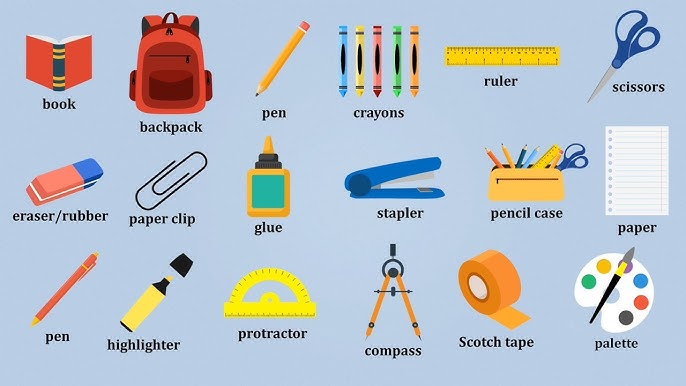 book
backpack
pen
crayons
ruler
scissors
eraser/rubber
paper clip
glue
stapler
pencil case
paper
pen
highlighter
protractor
compass
Scotch tape
palette